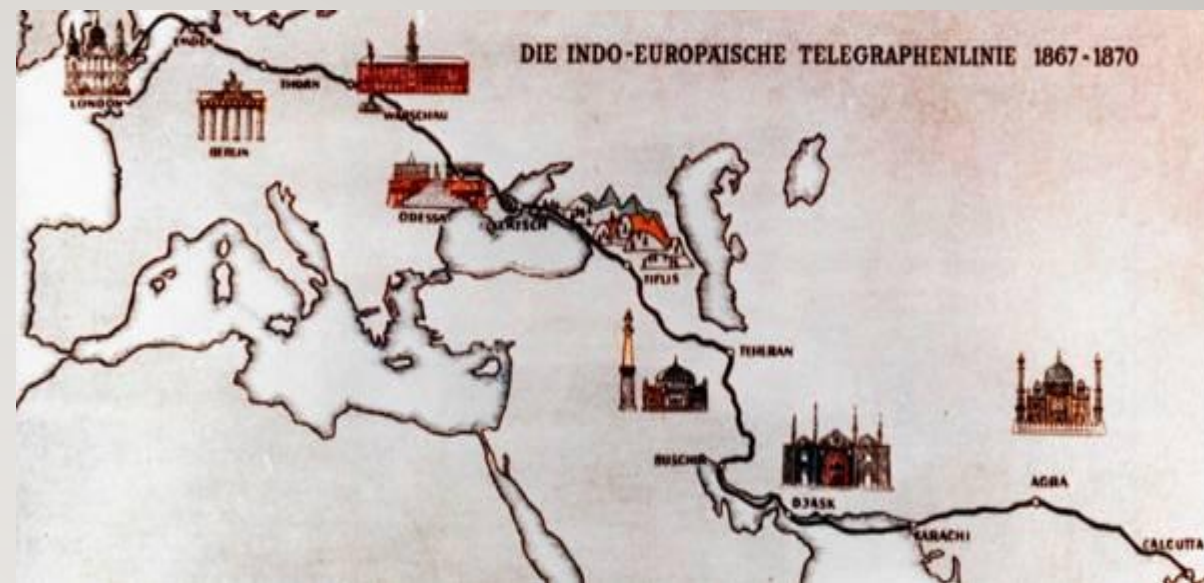 DIE INDO-EUROPÄISCHE TELEGRAPHENLINIE 1867-1870
EMDEN
LONDON
THORN
WARSCHAU
BERLIN
ODESSA
KERTSCH
TIFLIS
TEHERAN
BUSCHIR
DJASK
KARACHI
AGRA
CALCUTTA